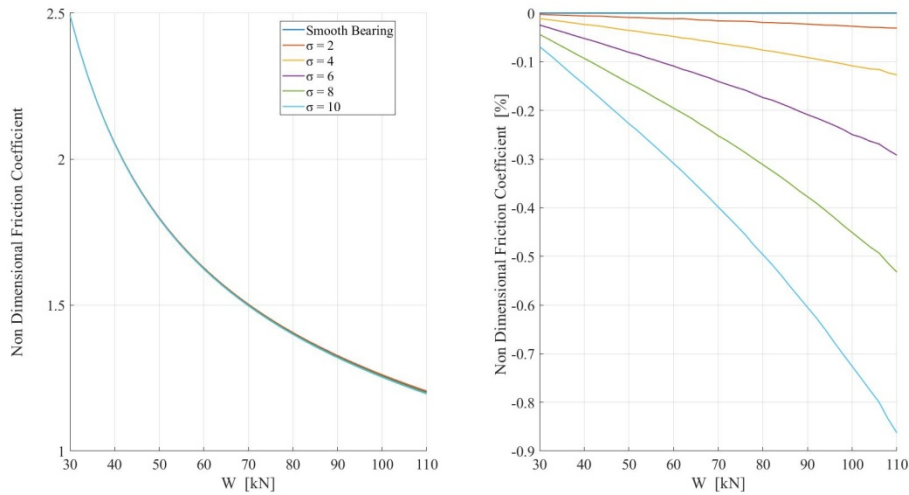 Non Dimensional Friction Coefficient
2.5
2
1.5
1
30 40 50 60 70 80 90 100 110
W [kN]
Smooth Bearing
σ = 2
σ = 4
σ = 6
σ = 8
σ = 10
Non Dimensional Friction Coefficient [%]
0
-0.1
-0.2
-0.3
-0.4
-0.5
-0.6
-0.7
-0.8
-0.9
30 40 50 60 70 80 90 100 110
W [kN]